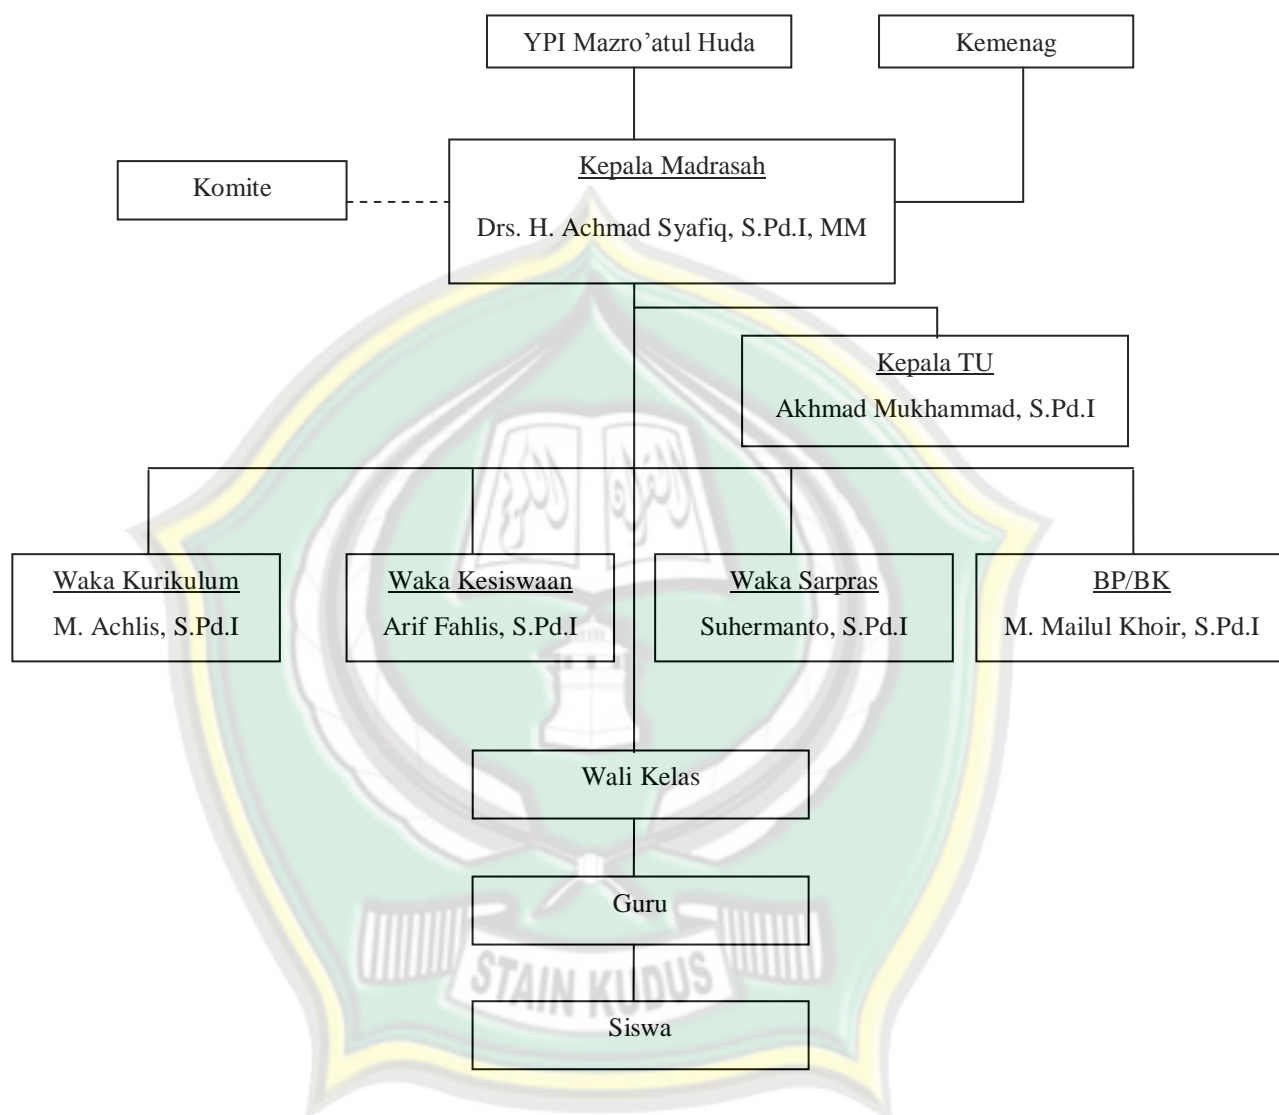 YPI Mazro’atul Huda
Kemenag
Komite
Kepala Madrasah
Drs. H. Achmad Syafiq, S.Pd.I, MM
Kepala TU
Akhmad Mukhammad, S.Pd.I
Waka Kurikulum
M. Achlis, S.Pd.I
Waka Kesiswaan
Arif Fahlis, S.Pd.I
Waka Sarpras
Suhermanto, S.Pd.I
BP/BK
M. Mailul Khoir, S.Pd.I
Wali Kelas
Guru
STAIN KUDUS
Siswa